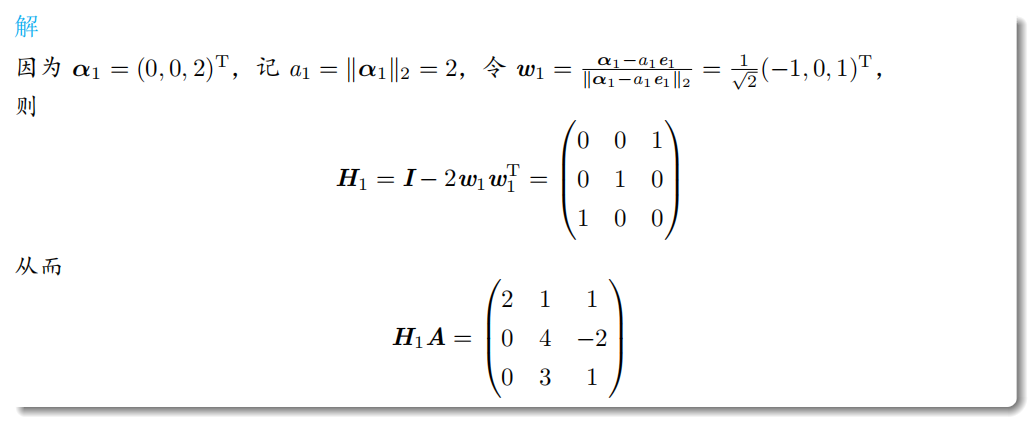 解
因为 α₁ = (0, 0, 2)ᵀ, 记 a₁ = ‖α₁‖₂ = 2, 令 w₁ = (α₁−a₁e₁)/‖α₁−a₁e₁‖₂ = 1/√2 (−1, 0, 1)ᵀ,
则
H₁ = I − 2w₁w₁ᵀ = ( 0 0 1
0 1 0
1 0 0 )
从而
H₁A = ( 2 1 1
0 4 −2
0 3 1 )